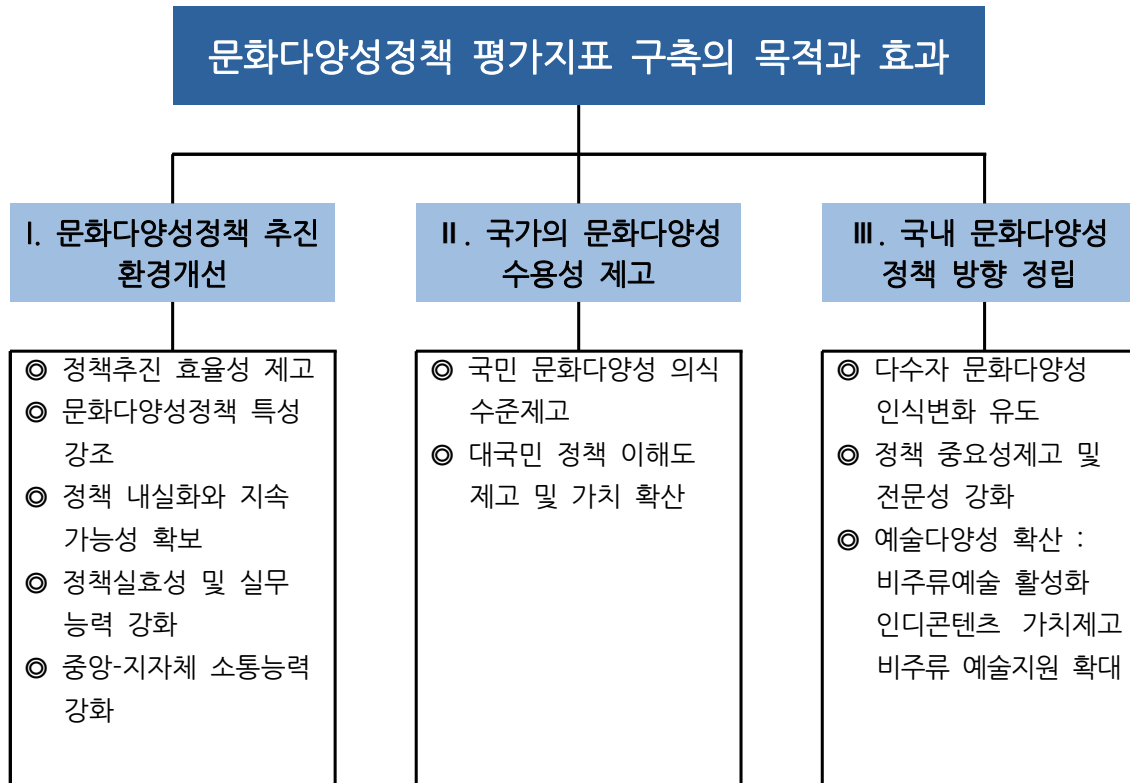 문화다양성정책 평가지표 구축의 목적과 효과
Ⅰ. 문화다양성정책 추진
환경개선
◎ 정책추진 효율성 제고
◎ 문화다양성정책 특성
강조
◎ 정책 내실화와 지속
가능성 확보
◎ 정책실효성 및 실무
능력 강화
◎ 중앙-지자체 소통능력
강화
Ⅱ. 국가의 문화다양성
수용성 제고
◎ 국민 문화다양성 의식
수준제고
◎ 대국민 정책 이해도
제고 및 가치 확산
Ⅲ. 국내 문화다양성
정책 방향 정립
◎ 다수자 문화다양성
인식변화 유도
◎ 정책 중요성제고 및
전문성 강화
◎ 예술다양성 확산 :
비주류예술 활성화
인디콘텐츠 가치제고
비주류 예술지원 확대